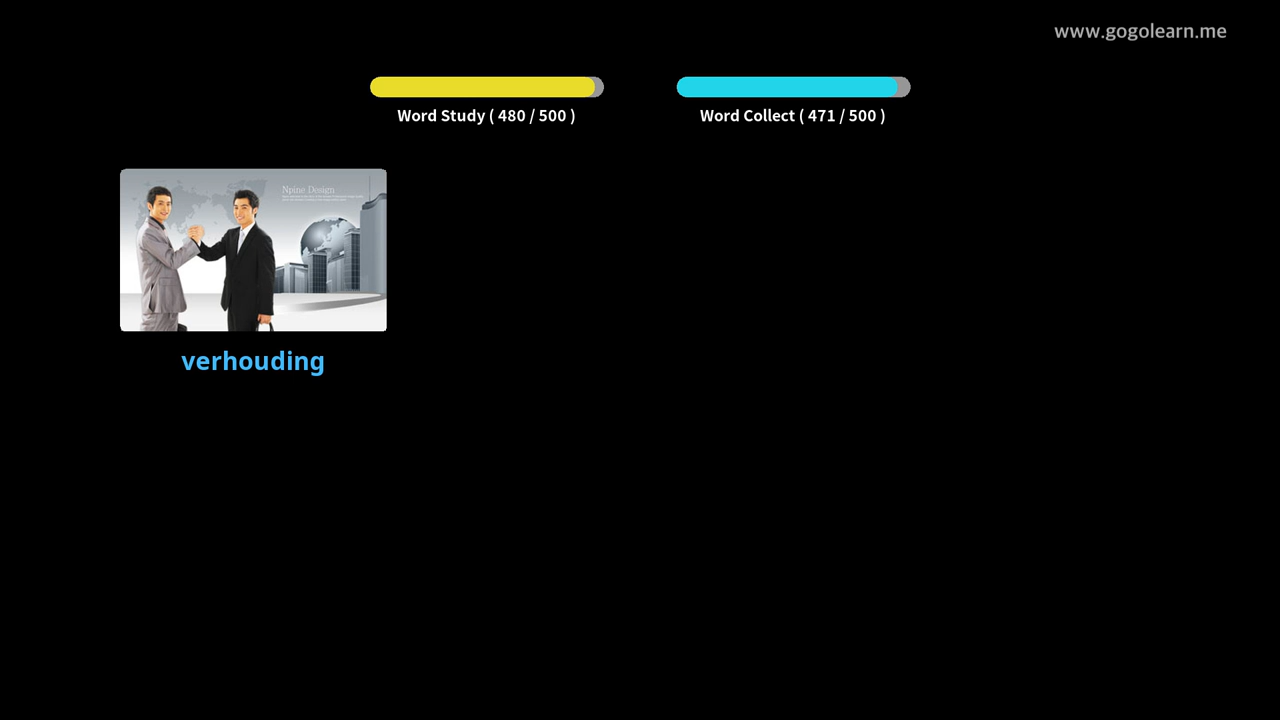 www.gogolearn.me
Word Study ( 480 / 500 )
Word Collect ( 471 / 500 )
Npine Design
verhouding